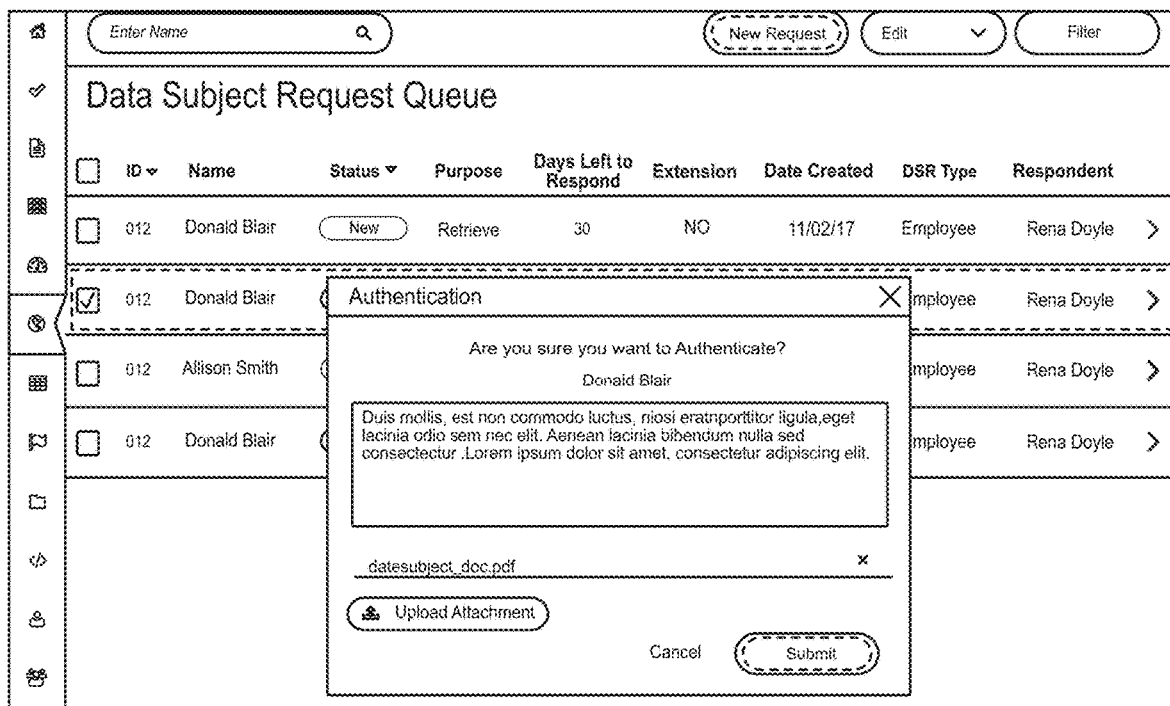 Enter Name
New Request
Edit
Filter
Data Subject Request Queue
ID Name Status Purpose Days Left to Respond Extension Date Created DSR Type Respondent
012 Donald Blair New Retrieve 30 NO 11/02/17 Employee Rena Doyle
012 Donald Blair mployee Rena Doyle
012 Allison Smith mployee Rena Doyle
012 Donald Blair mployee Rena Doyle
Authentication
Are you sure you want to Authenticate?
Donald Blair
Duis mollis, est non commodo luctus, niosi eratnporttitor ligula,eget
lacinia odio sem nec elit. Aenean lacinia bibendum nulla sed
consectectur .Lorem ipsum dolor sit amet, consectetur adipiscing elit.
datesubject_doc.pdf
Upload Attachment
Cancel
Submit